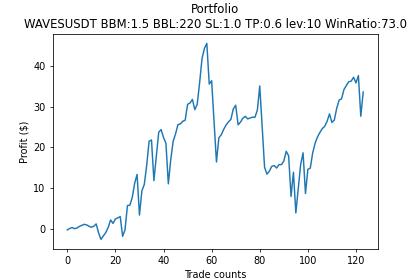 Portfolio
WAVESUSDT BBM:1.5 BBL:220 SL:1.0 TP:0.6 lev:10 WinRatio:73.0
Profit ($)
40
30
20
10
0
0 20 40 60 80 100 120
Trade counts